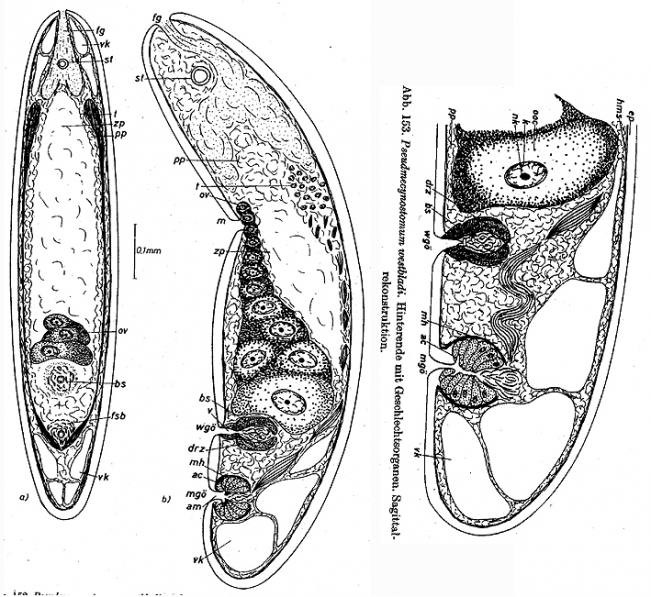 fg
vk
st
t
zp
pp
ov
bs
fsb
vk
a)
0,1mm
fg
st
pp
t
ov
m
zp
bs
v
wgö
drz
mh
ac
mgö
am
vk
b)
Abb. 153. Pseudmecynostomum westbladi. Hinterende mit Geschlechtsorganen. Sagittal-
rekonstruktion.
pp
nk
k
ooc
hms
ep
drz
bs
wgö
mh
ac
mgö
vk